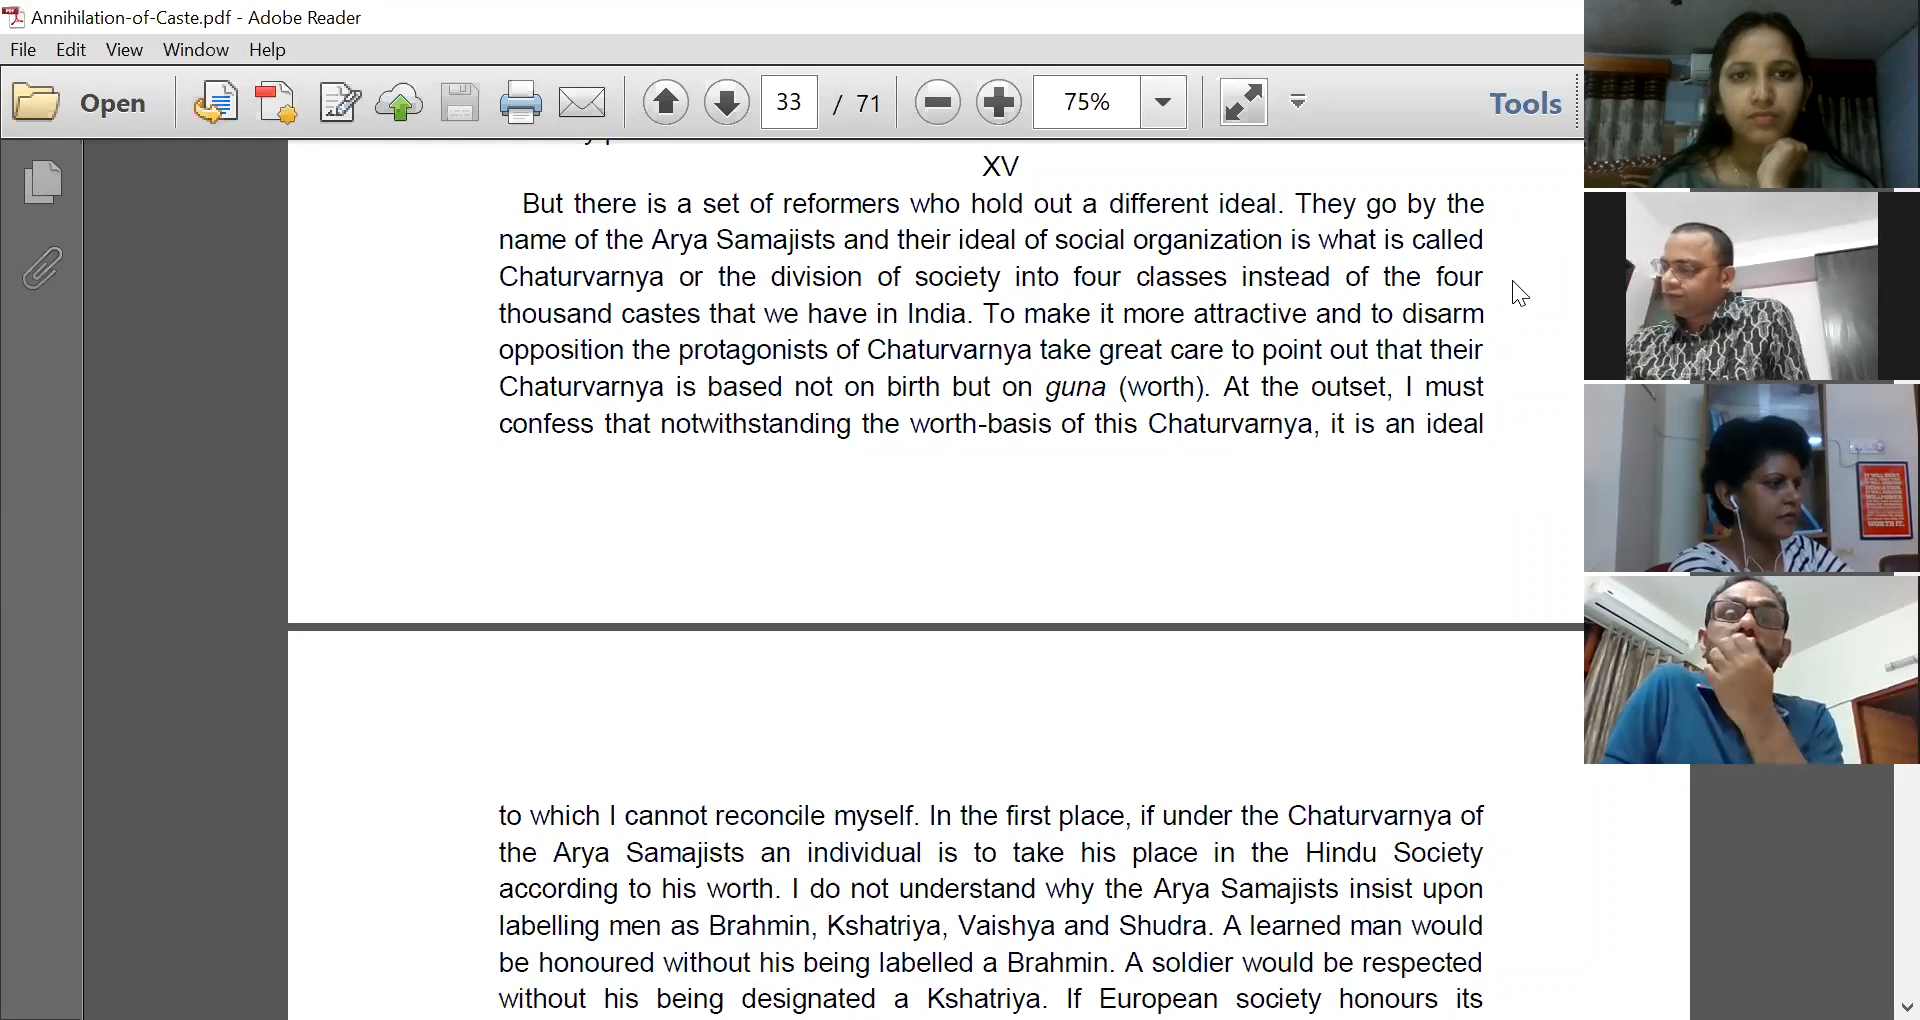 Annihilation-of-Caste.pdf - Adobe Reader
File Edit View Window Help
Open 33 / 71 75% Tools
XV
But there is a set of reformers who hold out a different ideal. They go by the
name of the Arya Samajists and their ideal of social organization is what is called
Chaturvarnya or the division of society into four classes instead of the four
thousand castes that we have in India. To make it more attractive and to disarm
opposition the protagonists of Chaturvarnya take great care to point out that their
Chaturvarnya is based not on birth but on guna (worth). At the outset, I must
confess that notwithstanding the worth-basis of this Chaturvarnya, it is an ideal
to which I cannot reconcile myself. In the first place, if under the Chaturvarnya of
the Arya Samajists an individual is to take his place in the Hindu Society
according to his worth. I do not understand why the Arya Samajists insist upon
labelling men as Brahmin, Kshatriya, Vaishya and Shudra. A learned man would
be honoured without his being labelled a Brahmin. A soldier would be respected
without his being designated a Kshatriya. If European society honours its
DEDICATION,
WILLPOWER
WORTH IT.